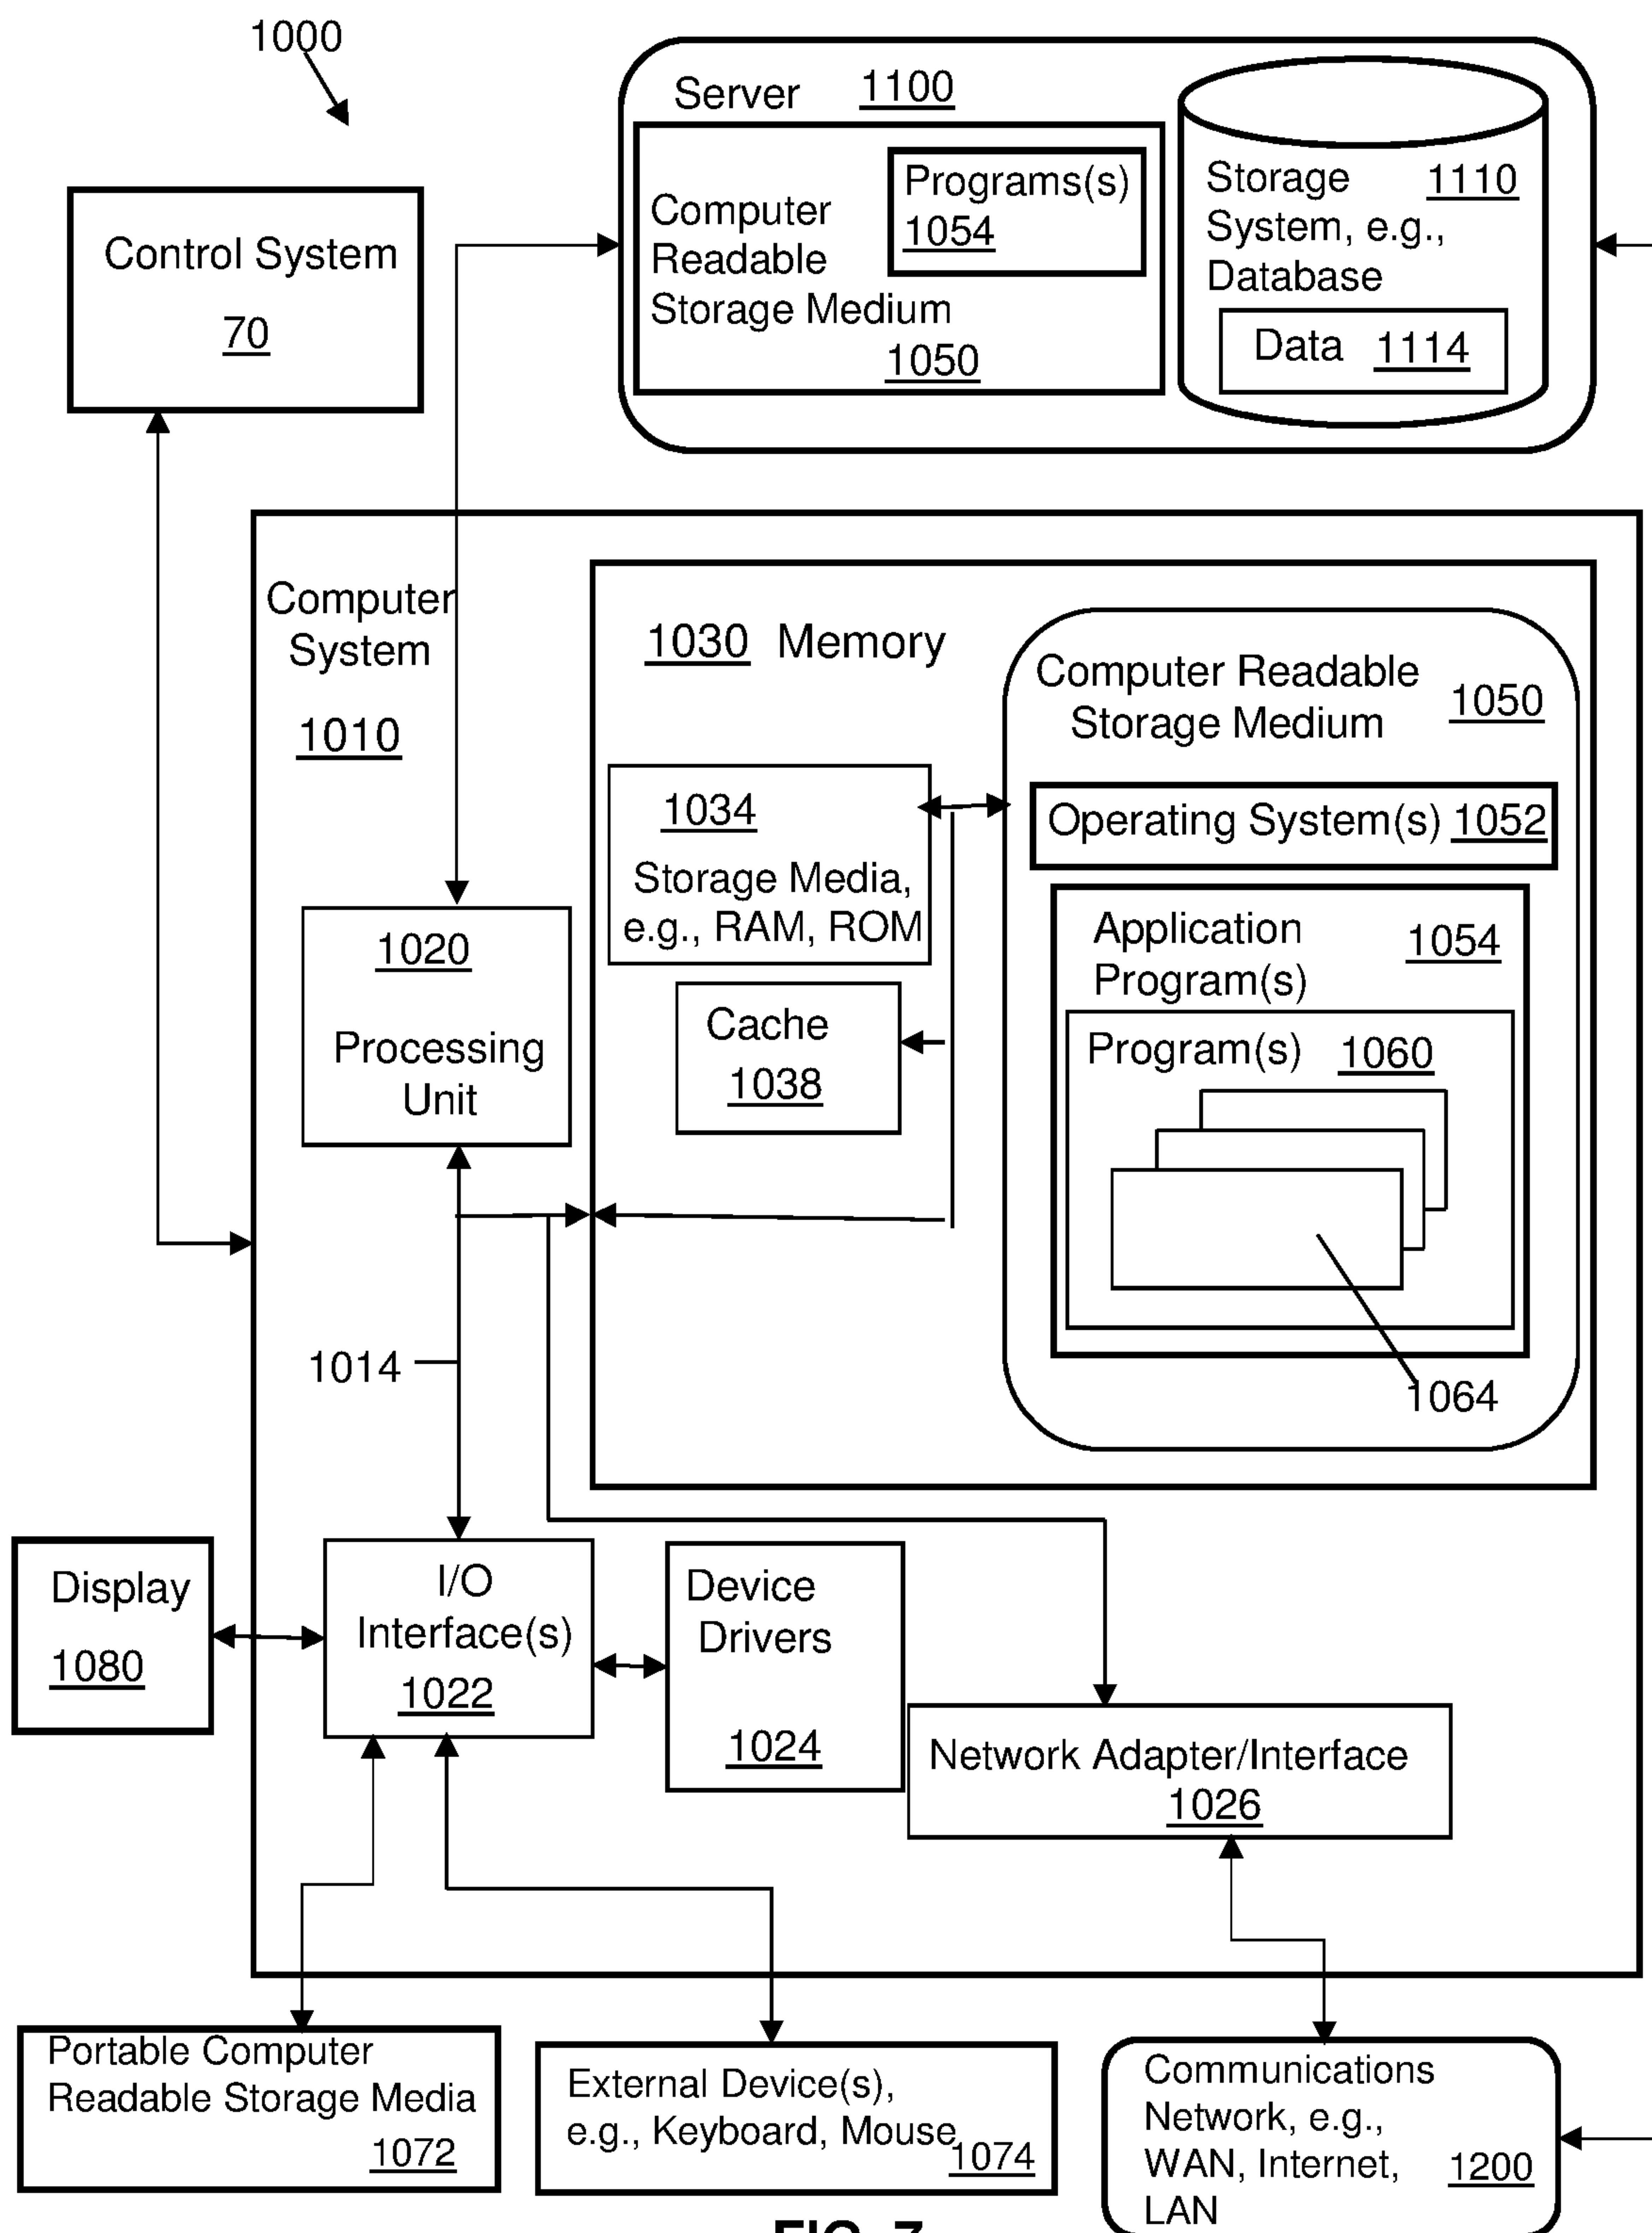 1000
Server 1100
Programs(s)
1054
Computer
Readable
Storage Medium
1050
Storage 1110
System, e.g.,
Database
Data 1114
Control System
70
Computer
System
1010
1030 Memory
Computer Readable
Storage Medium
1050
1034
Storage Media,
e.g., RAM, ROM
Operating System(s) 1052
1020
Processing
Unit
Cache
1038
Application
Program(s)
1054
Program(s) 1060
1014
1064
Display
1080
I/O
Interface(s)
1022
Device
Drivers
1024
Network Adapter/Interface
1026
Portable Computer
Readable Storage Media
1072
External Device(s),
e.g., Keyboard, Mouse
1074
Communications
Network, e.g.,
WAN, Internet,
LAN
1200
FIG. 7